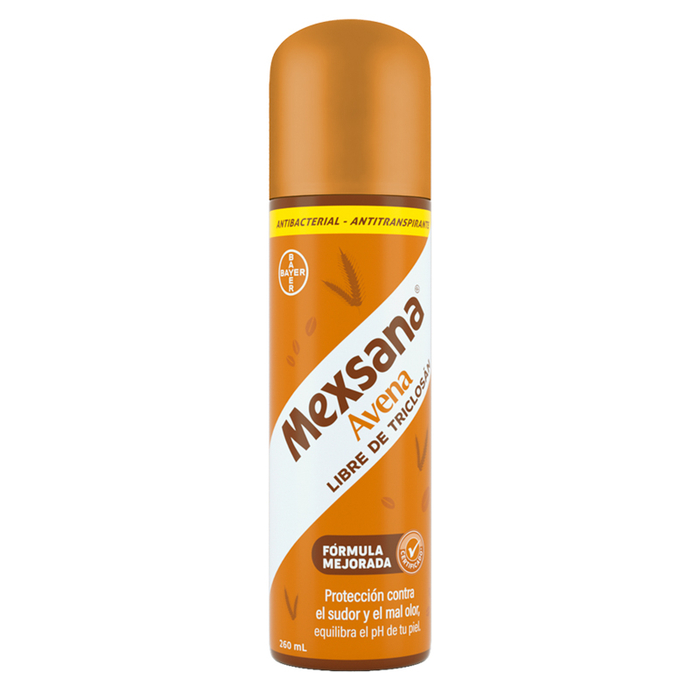 ANTIBACTERIAL - ANTITRANSPIRANTE
BAYER
BAYER
Mexsana®
Avena
LIBRE DE TRICLOSÁN
FÓRMULA
MEJORADA
CERTIFICADO
Protección contra
el sudor y el mal olor,
equilibra el pH de tu piel.
260 mL